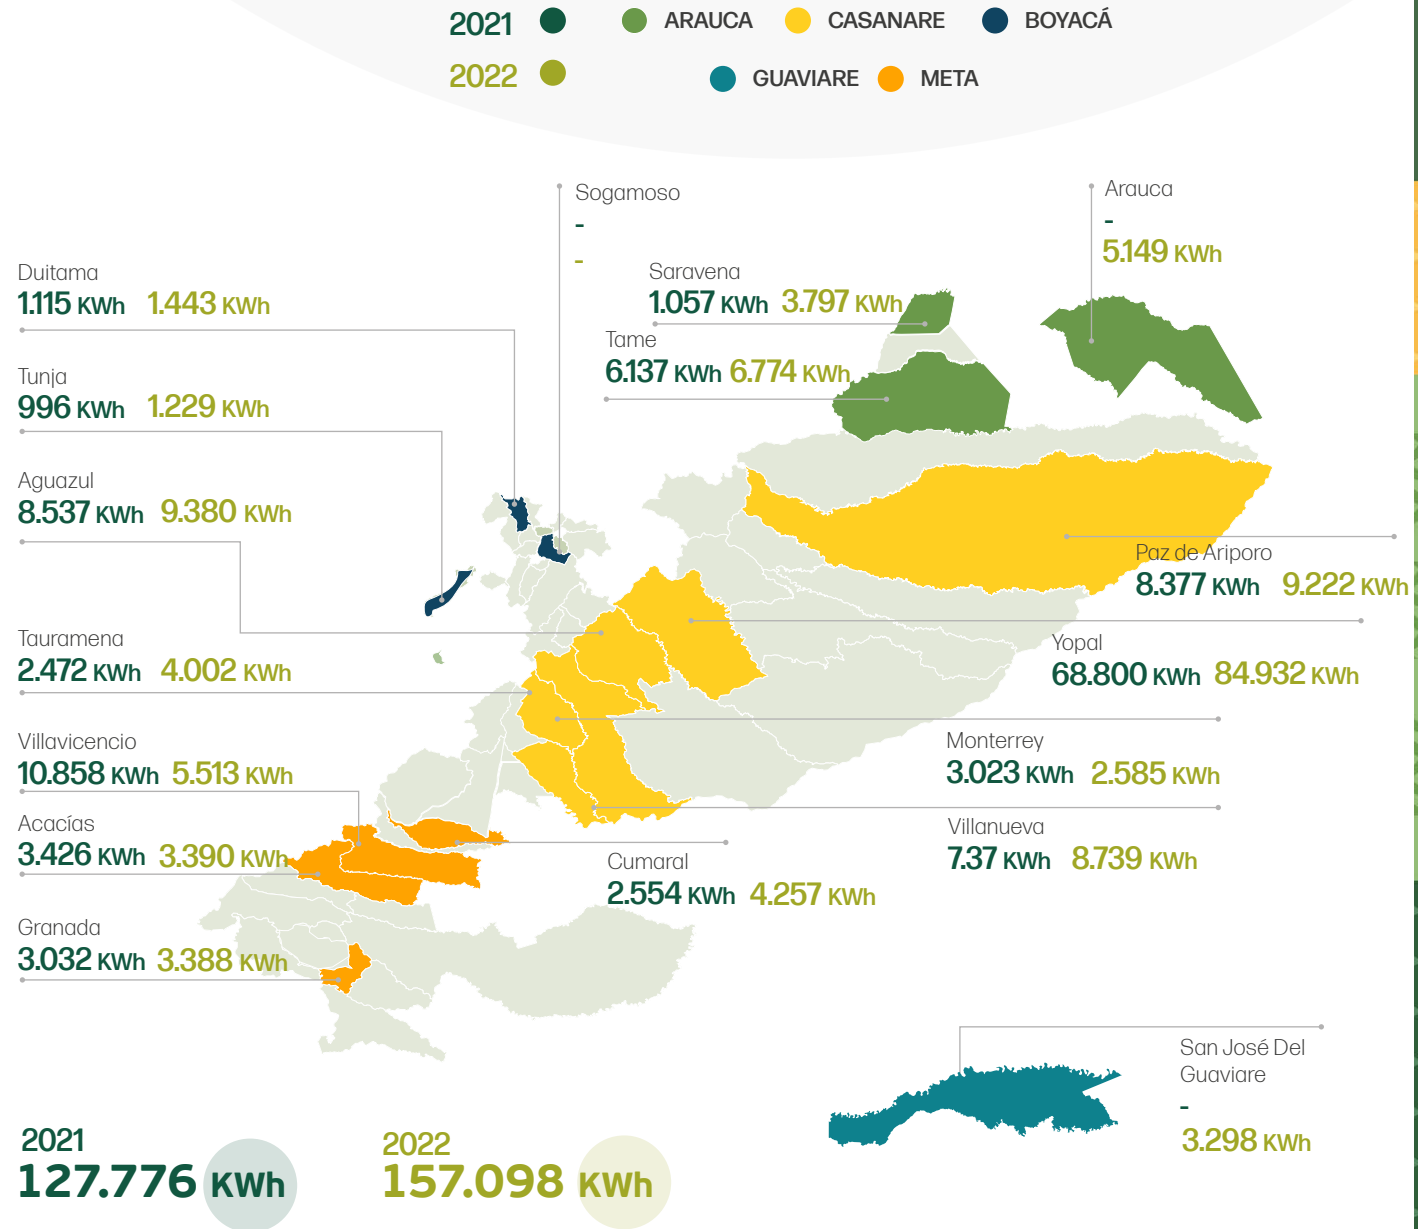 2021 ARAUCA CASANARE BOYACÁ
2022 GUAVIARE META
Sogamoso
-
-
Arauca
-
5.149 KWh
Duitama
1.115 KWh 1.443 KWh
Saravena
1.057 KWh 3.797 KWh
Tame
6.137 KWh 6.774 KWh
Tunja
996 KWh 1.229 KWh
Aguazul
8.537 KWh 9.380 KWh
Paz de Ariporo
8.377 KWh 9.222 KWh
Tauramena
2.472 KWh 4.002 KWh
Yopal
68.800 KWh 84.932 KWh
Villavicencio
10.858 KWh 5.513 KWh
Monterrey
3.023 KWh 2.585 KWh
Acacías
3.426 KWh 3.390 KWh
Villanueva
7.37 KWh 8.739 KWh
Cumaral
2.554 KWh 4.257 KWh
Granada
3.032 KWh 3.388 KWh
San José Del
Guaviare
-
3.298 KWh
2021
127.776 KWh
2022
157.098 KWh